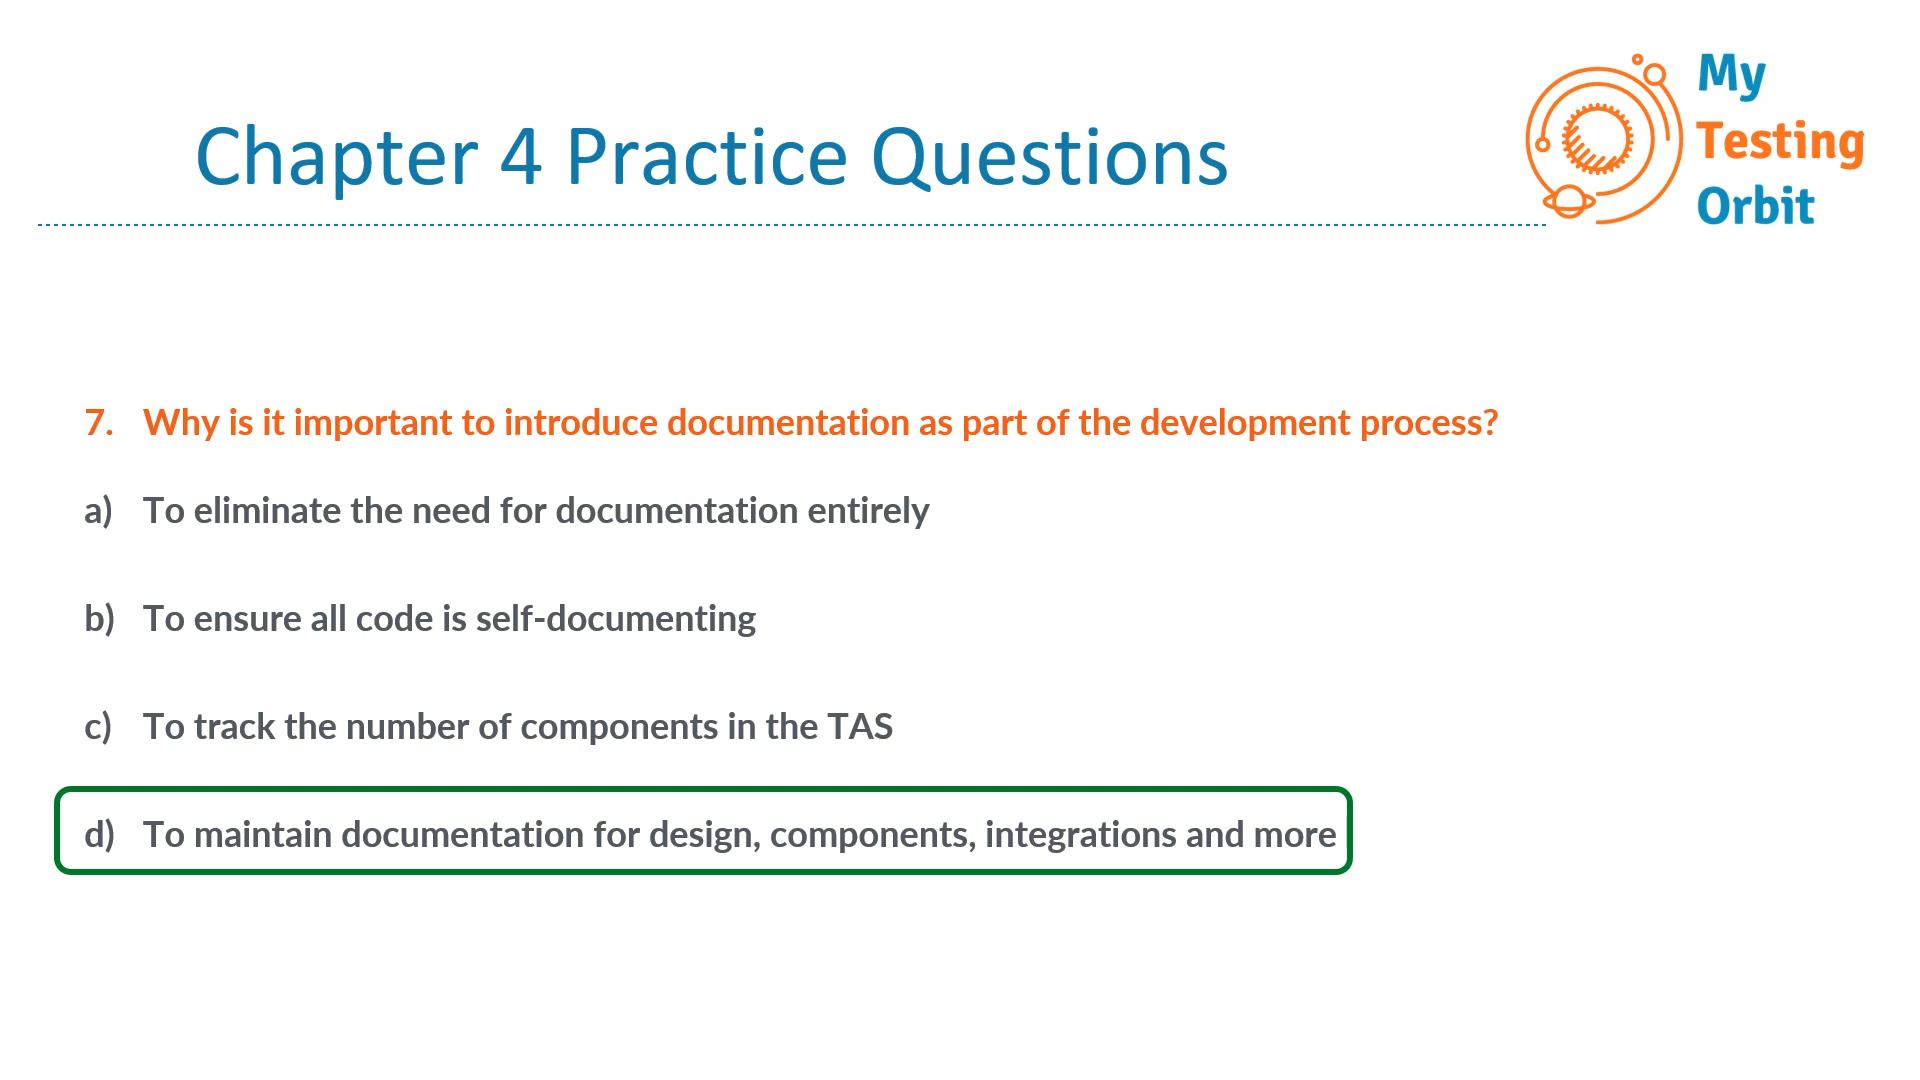 Chapter 4 Practice Questions
My
Testing
Orbit
7. Why is it important to introduce documentation as part of the development process?
a) To eliminate the need for documentation entirely
b) To ensure all code is self-documenting
c) To track the number of components in the TAS
d) To maintain documentation for design, components, integrations and more